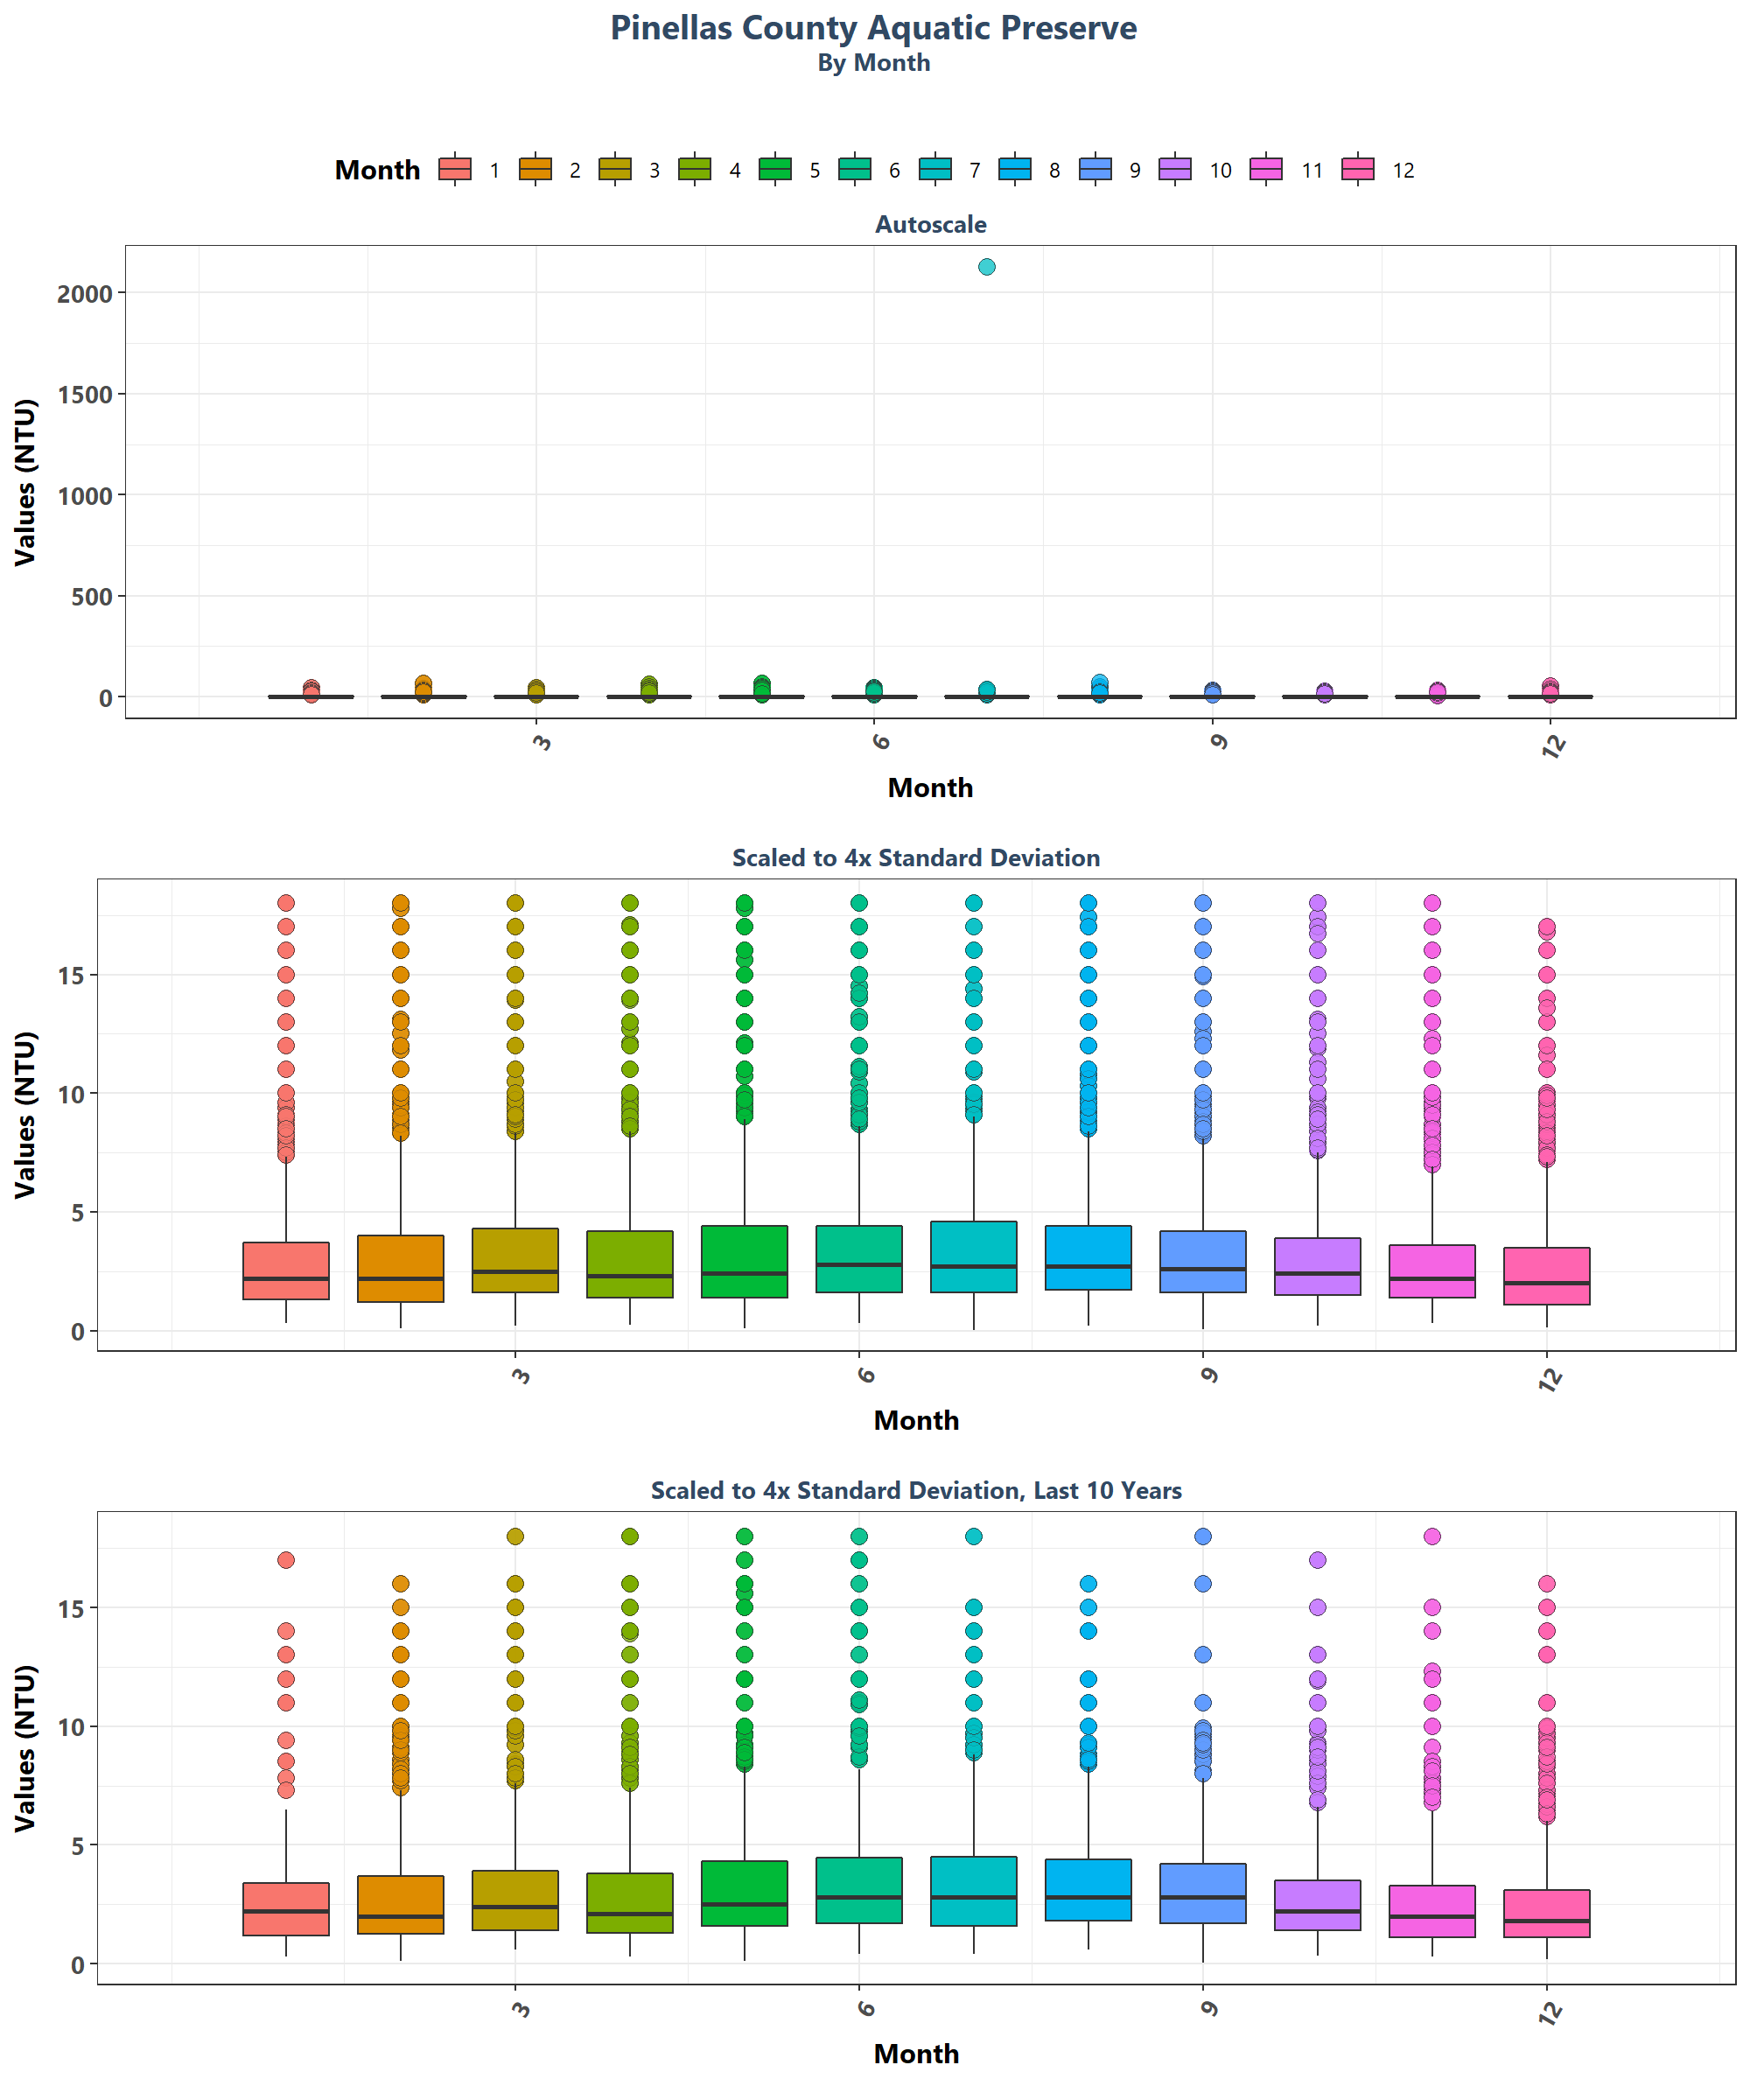 Pinellas County Aquatic Preserve
By Month
Month 1 2 3 4 5 6 7 8 9 10 11 12
Autoscale
Values (NTU)
2000
1500
1000
500
0
3 6 9 12
Month
Scaled to 4x Standard Deviation
Values (NTU)
15
10
5
0
3 6 9 12
Month
Scaled to 4x Standard Deviation, Last 10 Years
Values (NTU)
15
10
5
0
3 6 9 12
Month